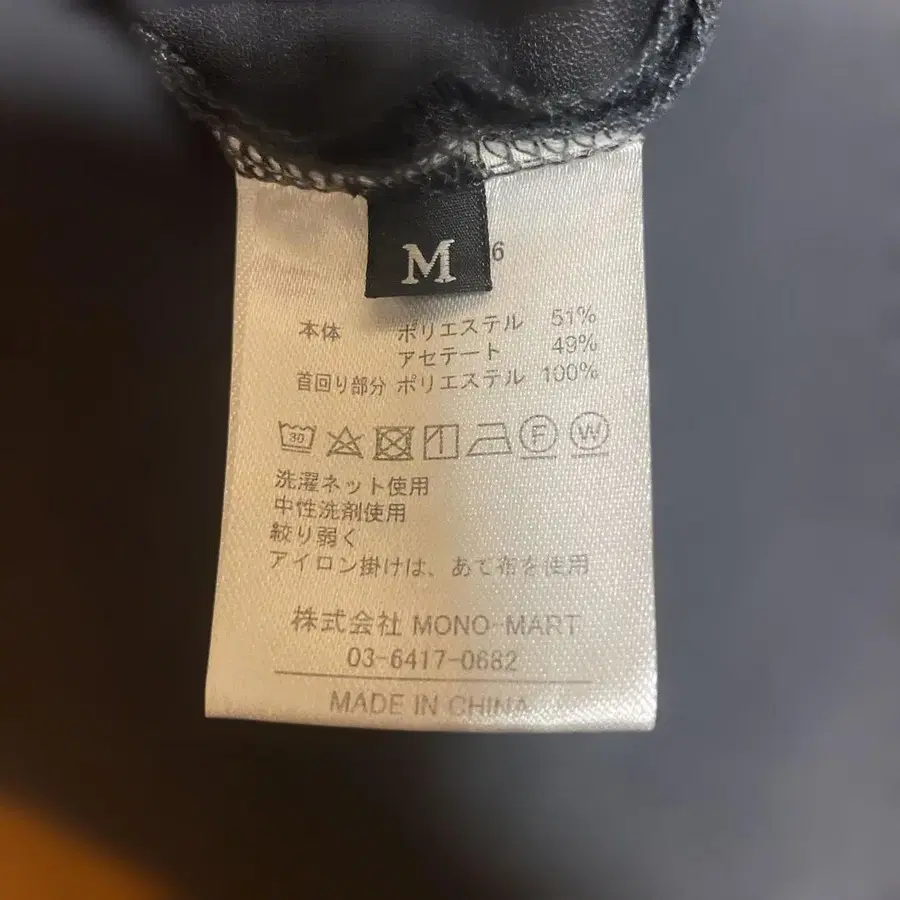 M
6
本体 ポリエステル 51%
アセテート 49%
首回り部分 ポリエステル 100%
30 F W
洗濯ネット使用
中性洗剤使用
絞り弱く
アイロン掛けは、あて布を使用
株式会社 MONO-MART
03-6417-0682
MADE IN CHINA